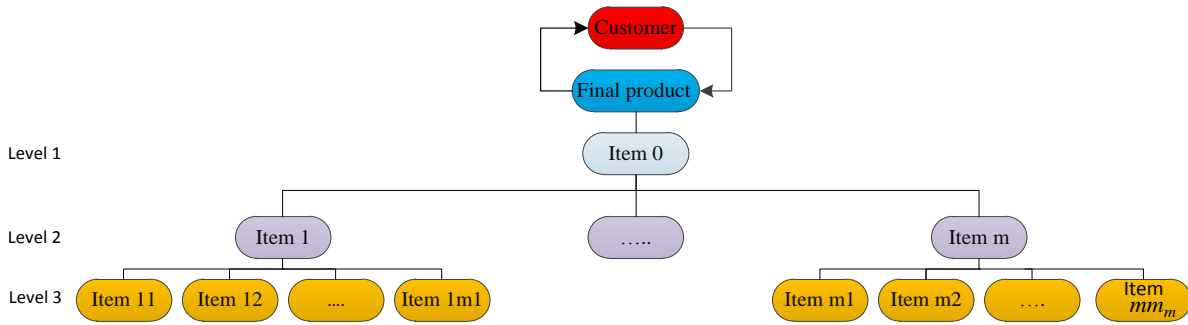 Customer
Final product
Level 1
Item 0
Level 2
Item 1
.....
Item m
Level 3
Item 11
Item 12
....
Item 1m1
Item m1
Item m2
....
Item
mmₘ